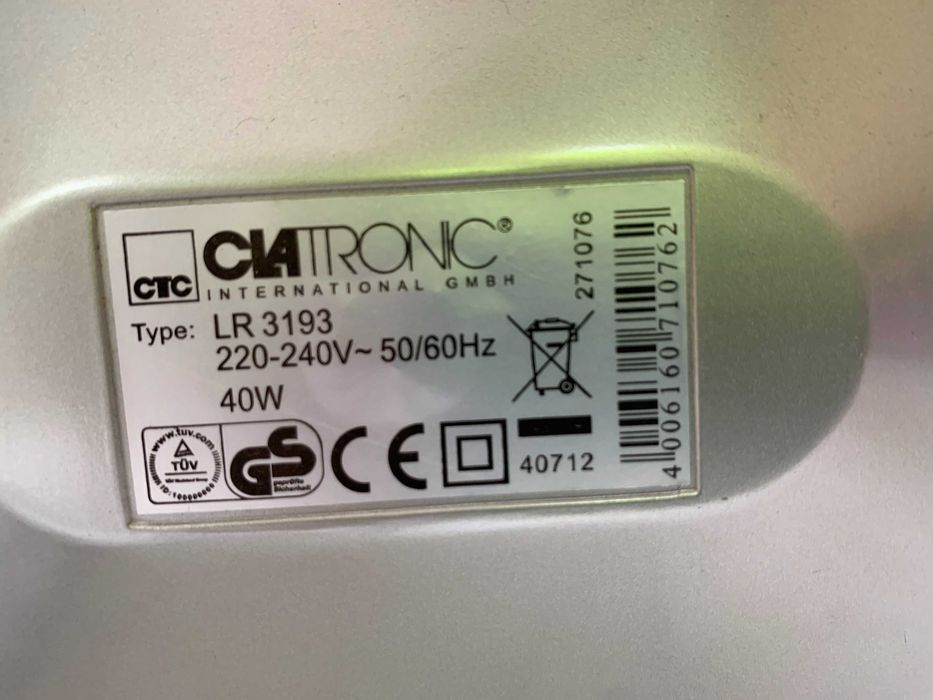 CTC
CLATRONIC®
INTERNATIONAL GMBH
Type: LR 3193
220-240V~ 50/60Hz
40W
www.tuv.com
TÜV
GS
geprüfte
Sicherheit
CE
40712
271076
4 006160 710762